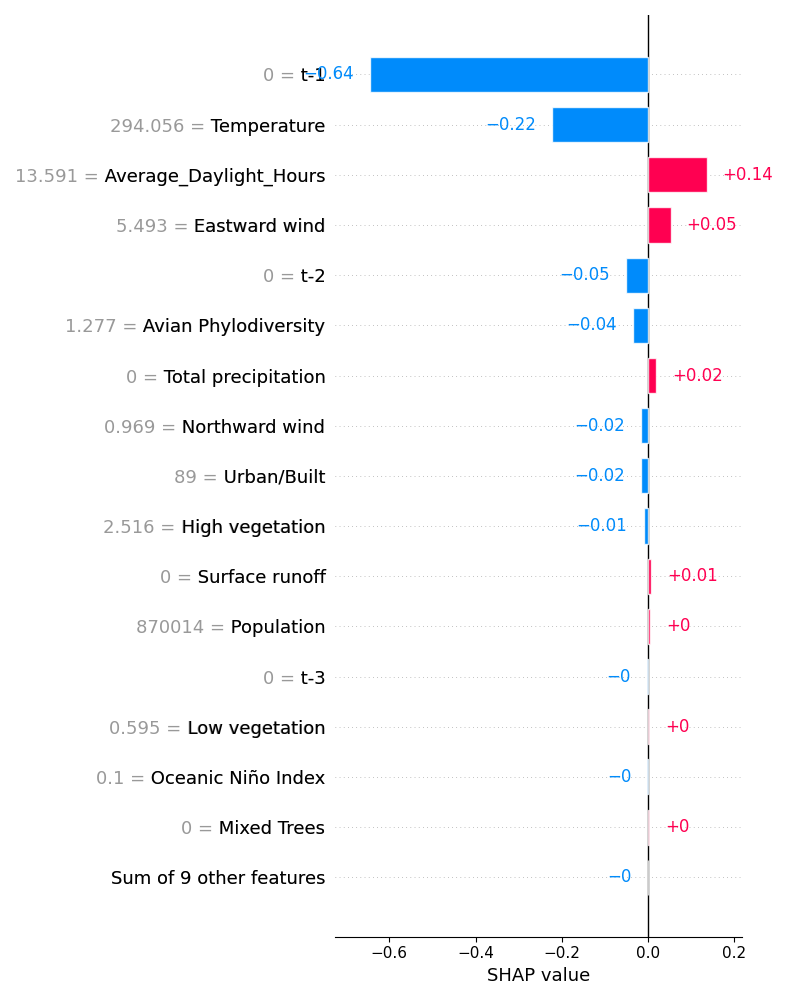 0 = t-1 −0.64
294.056 = Temperature −0.22
13.591 = Average_Daylight_Hours +0.14
5.493 = Eastward wind +0.05
0 = t-2 −0.05
1.277 = Avian Phylodiversity −0.04
0 = Total precipitation +0.02
0.969 = Northward wind −0.02
89 = Urban/Built −0.02
2.516 = High vegetation −0.01
0 = Surface runoff +0.01
870014 = Population +0
0 = t-3 −0
0.595 = Low vegetation +0
0.1 = Oceanic Niño Index −0
0 = Mixed Trees +0
Sum of 9 other features −0
−0.6 −0.4 −0.2 0.0 0.2
SHAP value